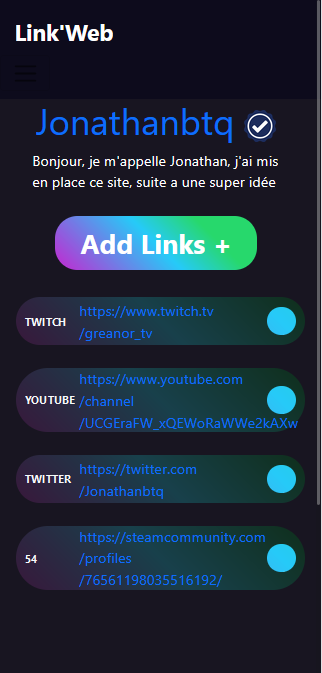 Link'Web
Jonathanbtq
Bonjour, je m'appelle Jonathan, j'ai mis
en place ce site, suite a une super idée
Add Links +
TWITCH
https://www.twitch.tv
/greanor_tv
YOUTUBE
https://www.youtube.com
/channel
/UCGEraFW_xQEWoRaWWe2kAXw
TWITTER
https://twitter.com
/Jonathanbtq
54
https://steamcommunity.com
/profiles
/76561198035516192/